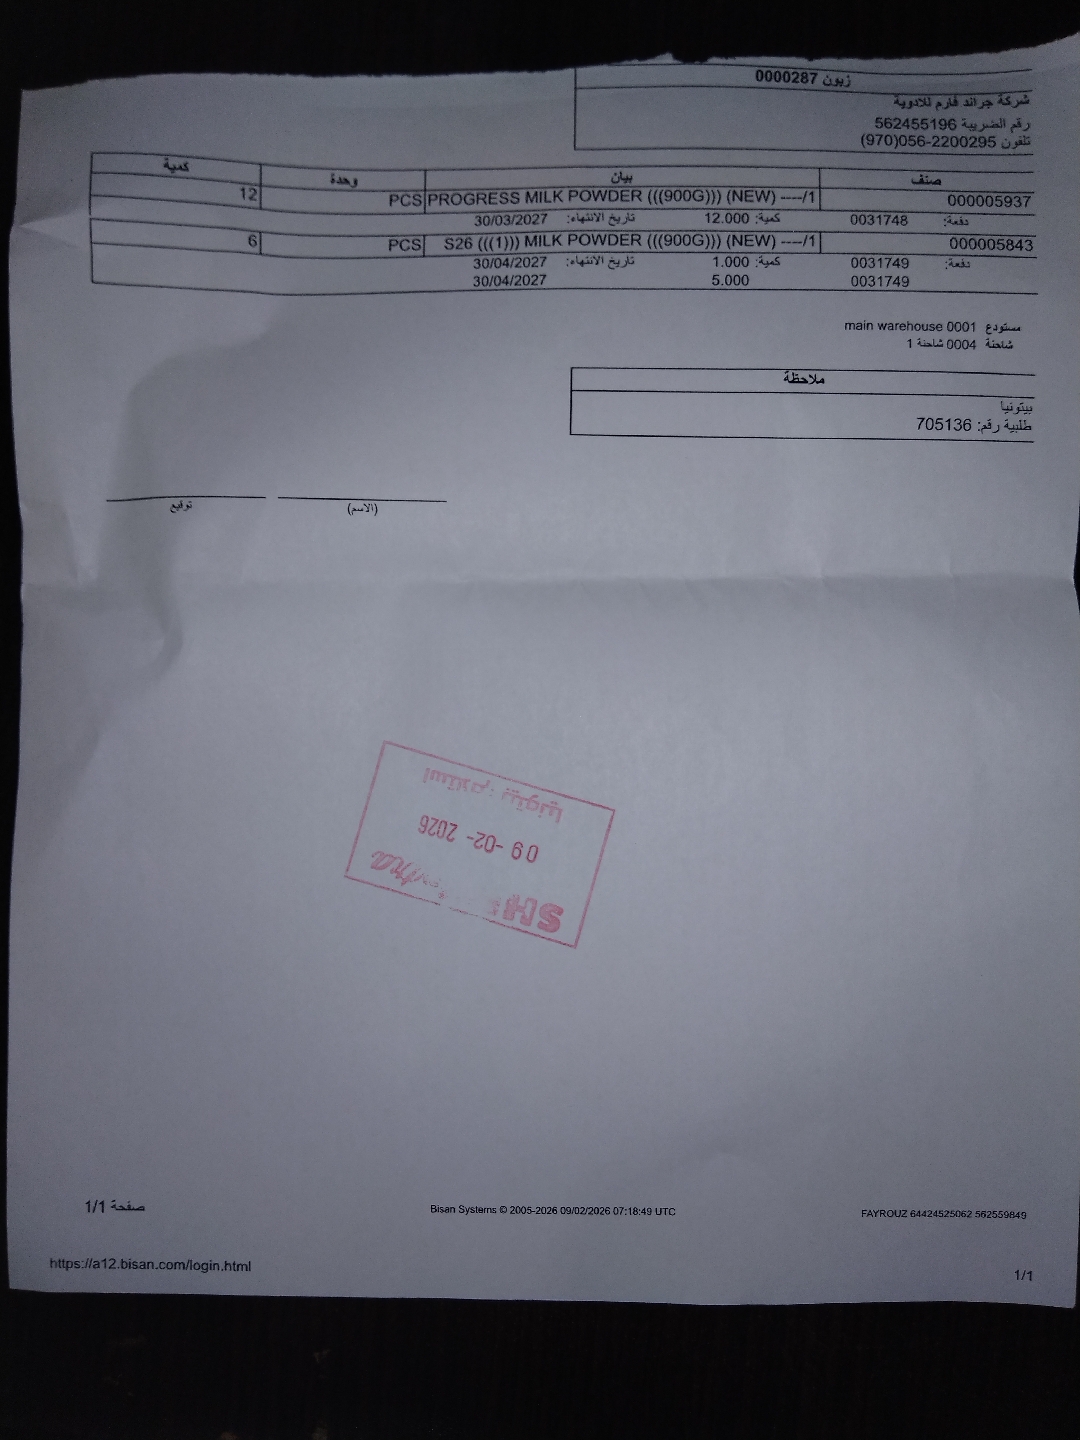 زبون 0000287
شركة جراند فارم للادوية
رقم الضريبة 562455196
تلفون 056-2200295(970)
صنف بيان وحدة كمية
000005937 PROGRESS MILK POWDER (((900G))) (NEW) ----/1 PCS 12
دفعة: 0031748 كمية: 12.000 تاريخ الانتهاء: 30/03/2027
000005843 S26 (((1))) MILK POWDER (((900G))) (NEW) ----/1 PCS 6
دفعة: 0031749 كمية: 1.000 تاريخ الانتهاء: 30/04/2027
0031749 5.000 30/04/2027
مستودع 0001 main warehouse
شاحنة 0004 شاحنة 1
ملاحظة
بيتونيا
طلبية رقم: 705136
(الاسم) توقيع
استلام بيتونيا
09 -02- 2026
صفحة 1/1
Bisan Systems © 2005-2026 09/02/2026 07:18:49 UTC
FAYROUZ 64424525062 562559849
https://a12.bisan.com/login.html
1/1